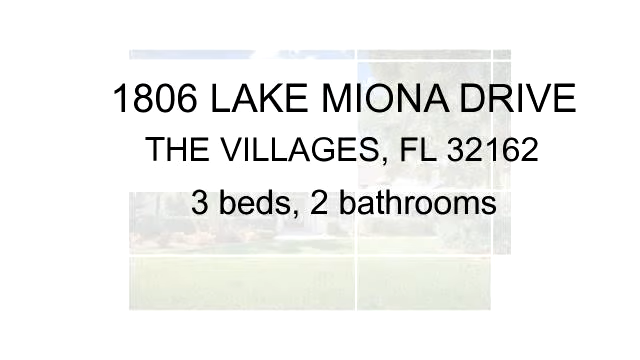 1806 LAKE MIONA DRIVE
THE VILLAGES, FL 32162
3 beds, 2 bathrooms